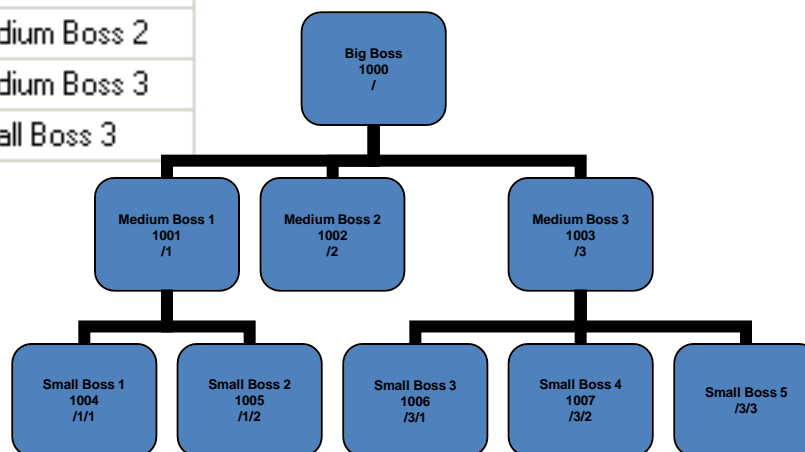 dium Boss 2
dium Boss 3
all Boss 3
Big Boss
1000
/
Medium Boss 1
1001
/1
Medium Boss 2
1002
/2
Medium Boss 3
1003
/3
Small Boss 1
1004
/1/1
Small Boss 2
1005
/1/2
Small Boss 3
1006
/3/1
Small Boss 4
1007
/3/2
Small Boss 5
/3/3